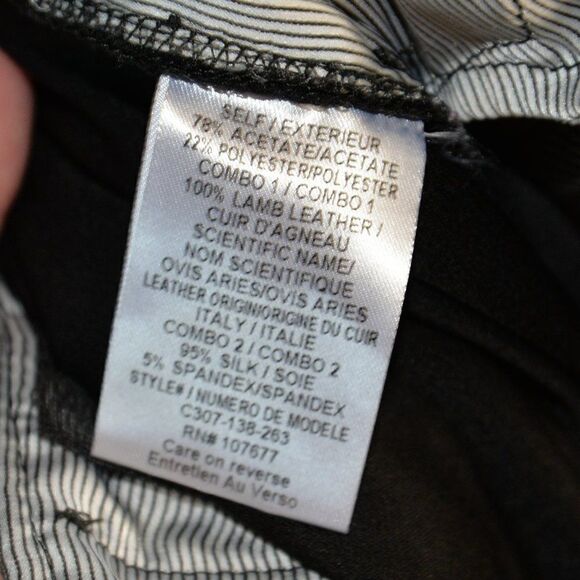 SELF / EXTERIEUR
78% ACETATE/ACETATE
22% POLYESTER/POLYESTER
COMBO 1 / COMBO 1
100% LAMB LEATHER /
CUIR D'AGNEAU
SCIENTIFIC NAME/
NOM SCIENTIFIQUE
OVIS ARIES/OVIS ARIES
LEATHER ORIGIN/ORIGINE DU CUIR
ITALY / ITALIE
COMBO 2 / COMBO 2
95% SILK / SOIE
5% SPANDEX/SPANDEX
STYLE# / NUMERO DE MODELE
C307-138-263
RN# 107677
Care on reverse
Entretien Au Verso